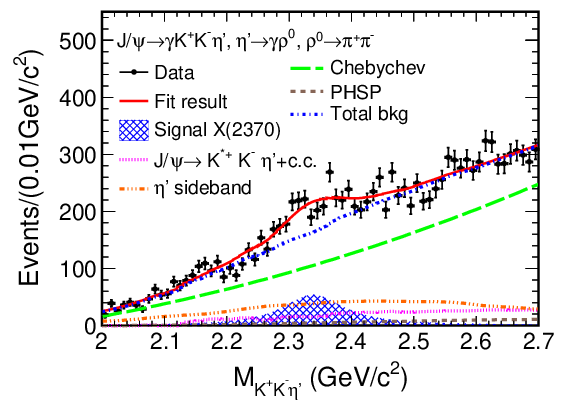 J/ψ→γK⁺K⁻η', η'→γρ⁰, ρ⁰→π⁺π⁻
Data
Fit result
Signal X(2370)
J/ψ→ K*⁺ K⁻ η'+c.c.
η' sideband
Chebychev
PHSP
Total bkg
Events/(0.01GeV/c²)
500
400
300
200
100
0
2 2.1 2.2 2.3 2.4 2.5 2.6 2.7
M_K⁺K⁻η' (GeV/c²)